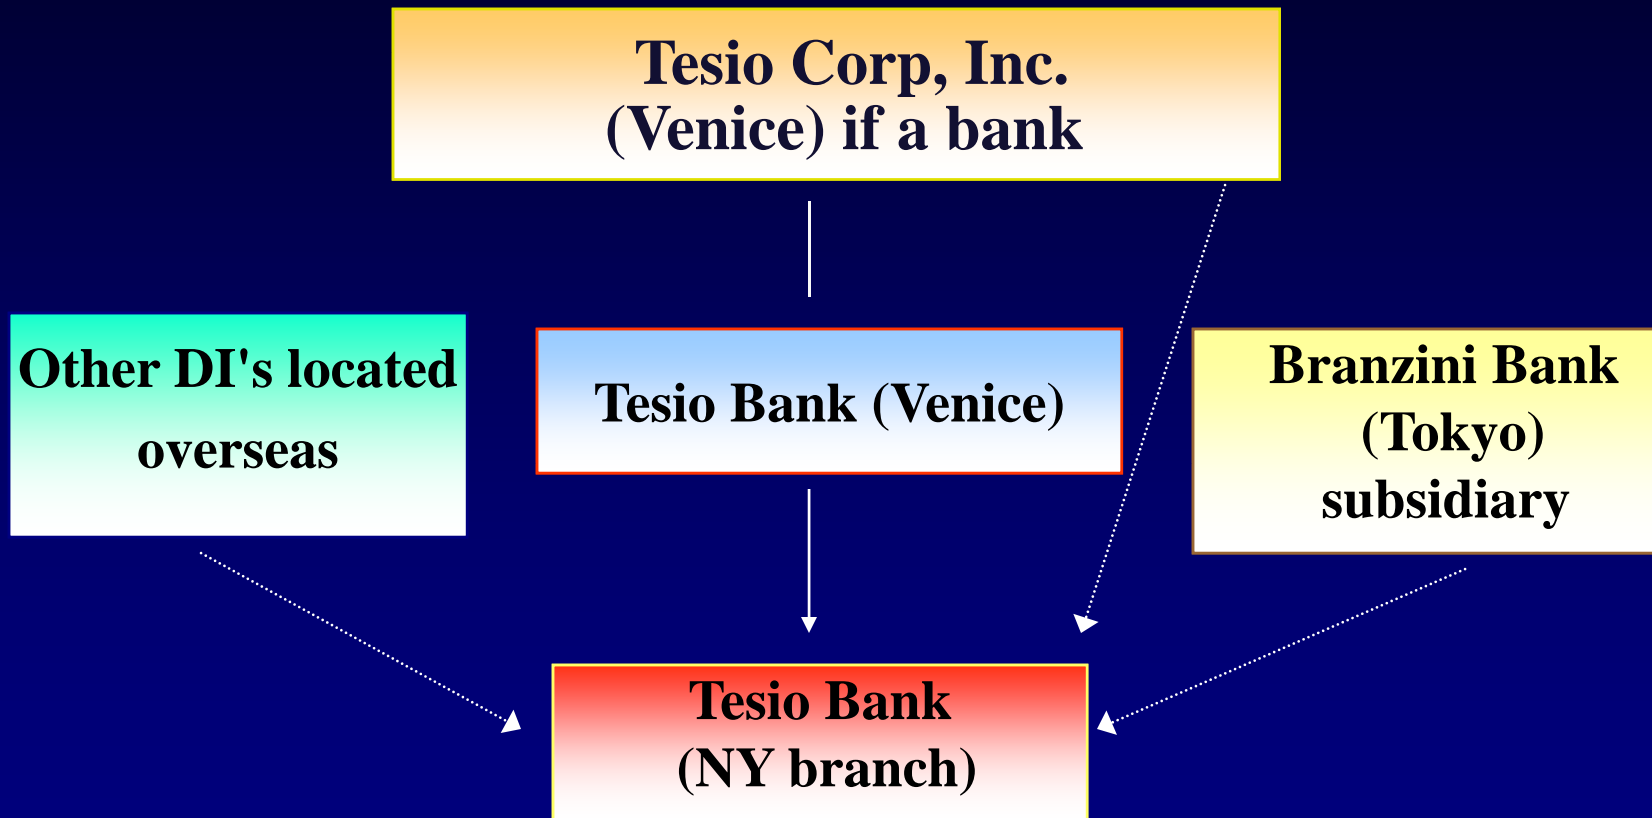 Tesio Corp, Inc.
(Venice) if a bank
Other DI's located
overseas
Tesio Bank (Venice)
Branzini Bank
(Tokyo)
subsidiary
Tesio Bank
(NY branch)